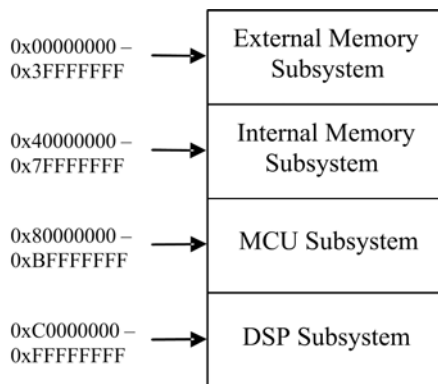 0x00000000 –
0x3FFFFFFF
External Memory
Subsystem
0x40000000 –
0x7FFFFFFF
Internal Memory
Subsystem
0x80000000 –
0xBFFFFFFF
MCU Subsystem
0xC0000000 –
0xFFFFFFFF
DSP Subsystem